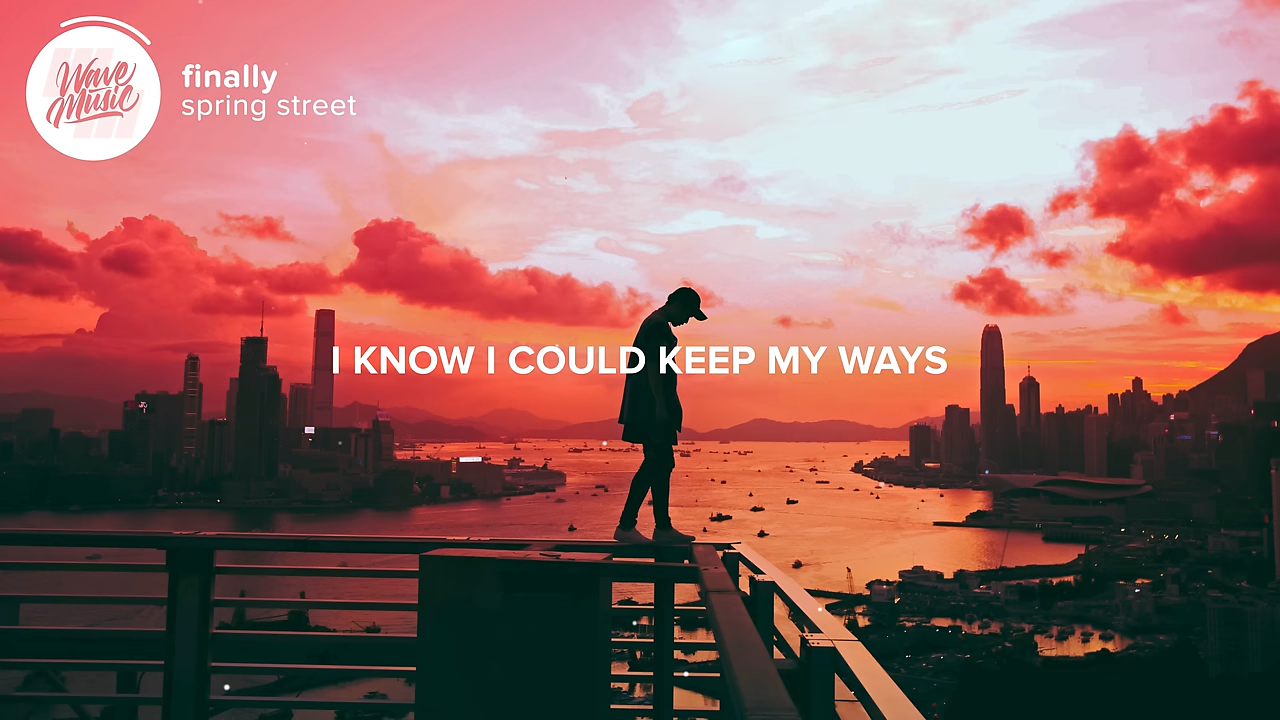 Wave
Music
finally
spring street
I KNOW I COULD KEEP MY WAYS